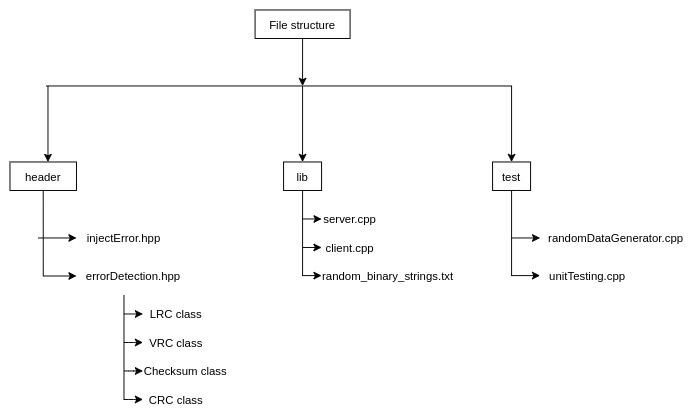 File structure
header
lib
test
injectError.hpp
errorDetection.hpp
LRC class
VRC class
Checksum class
CRC class
server.cpp
client.cpp
random_binary_strings.txt
randomDataGenerator.cpp
unitTesting.cpp